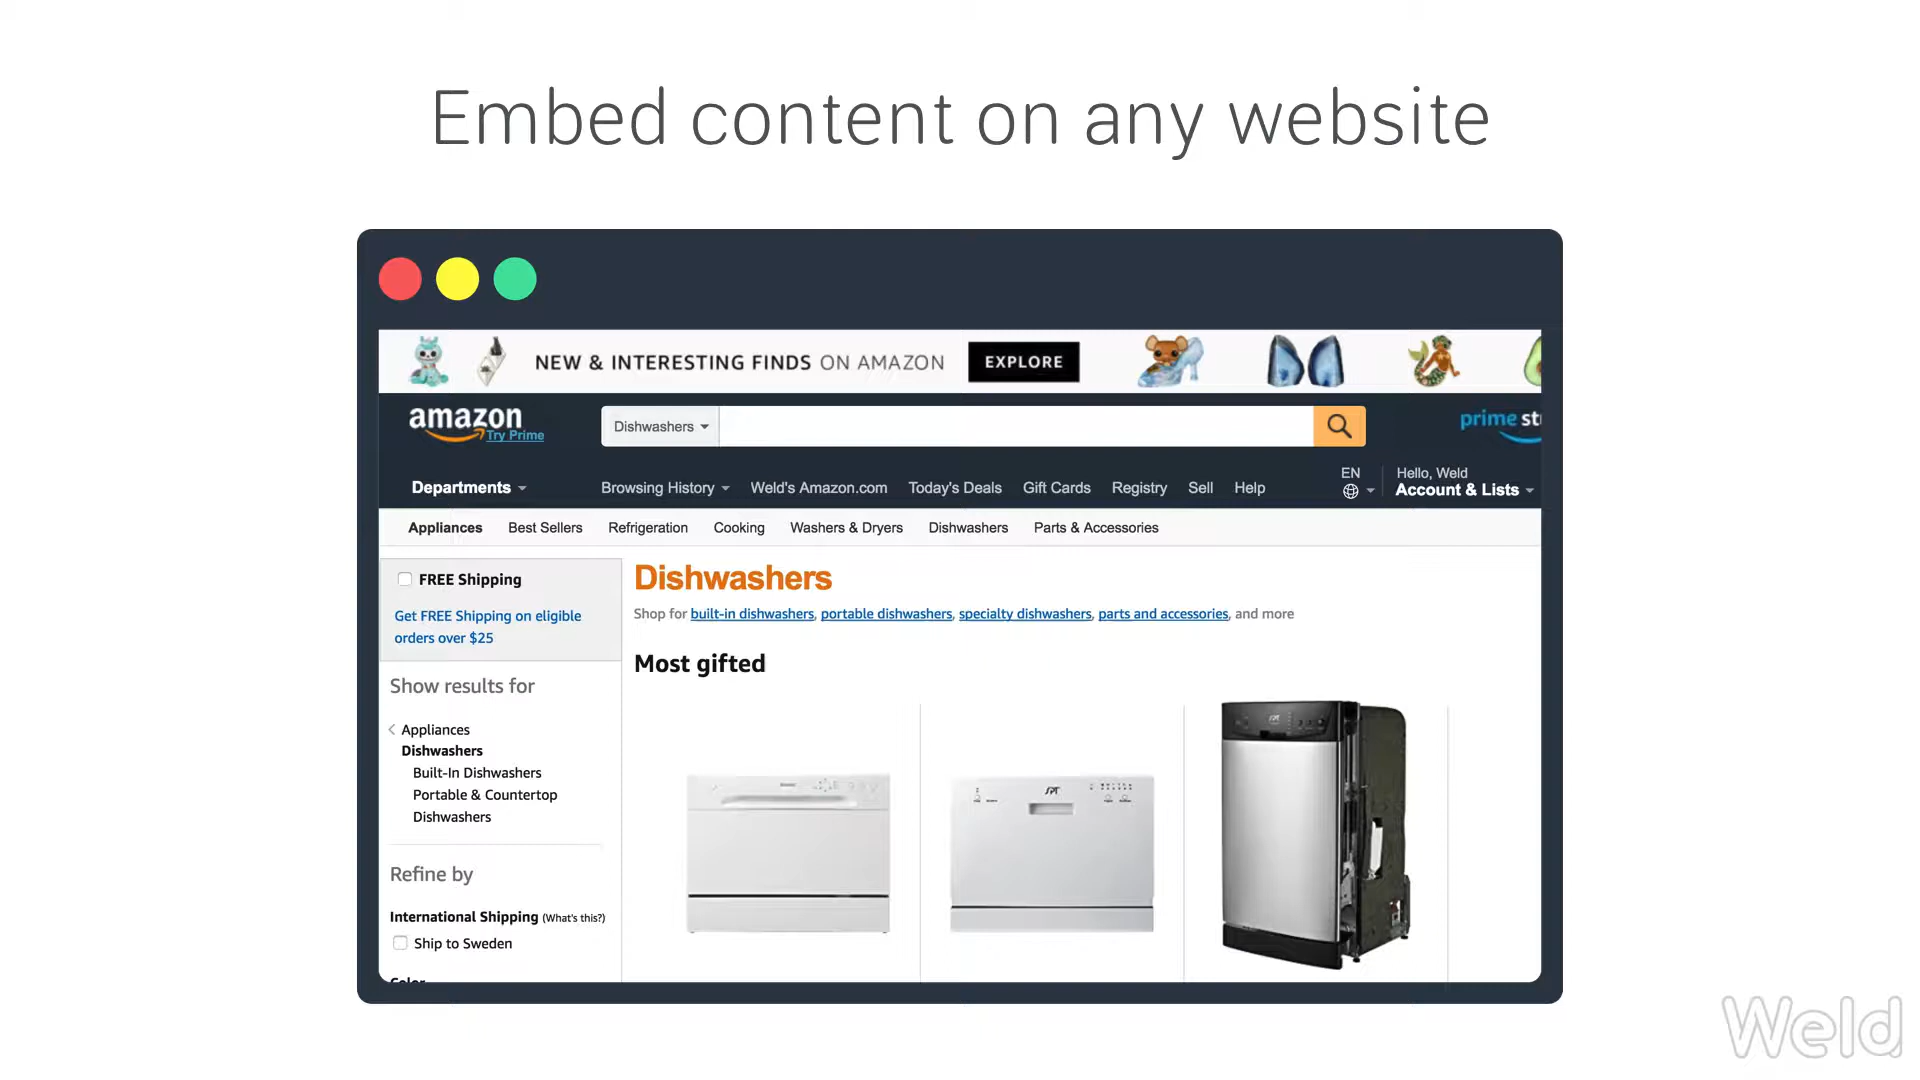 Embed content on any website
NEW & INTERESTING FINDS ON AMAZON EXPLORE
amazon
Try Prime
Dishwashers
prime st
Departments
Browsing History
Weld's Amazon.com
Today's Deals
Gift Cards
Registry
Sell
Help
EN
Hello, Weld
Account & Lists
Appliances
Best Sellers
Refrigeration
Cooking
Washers & Dryers
Dishwashers
Parts & Accessories
FREE Shipping
Get FREE Shipping on eligible
orders over $25
Show results for
Appliances
Dishwashers
Built-In Dishwashers
Portable & Countertop
Dishwashers
Refine by
International Shipping (What's this?)
Ship to Sweden
Color
Dishwashers
Shop for built-in dishwashers, portable dishwashers, specialty dishwashers, parts and accessories, and more
Most gifted
SPT
SPT
Weld